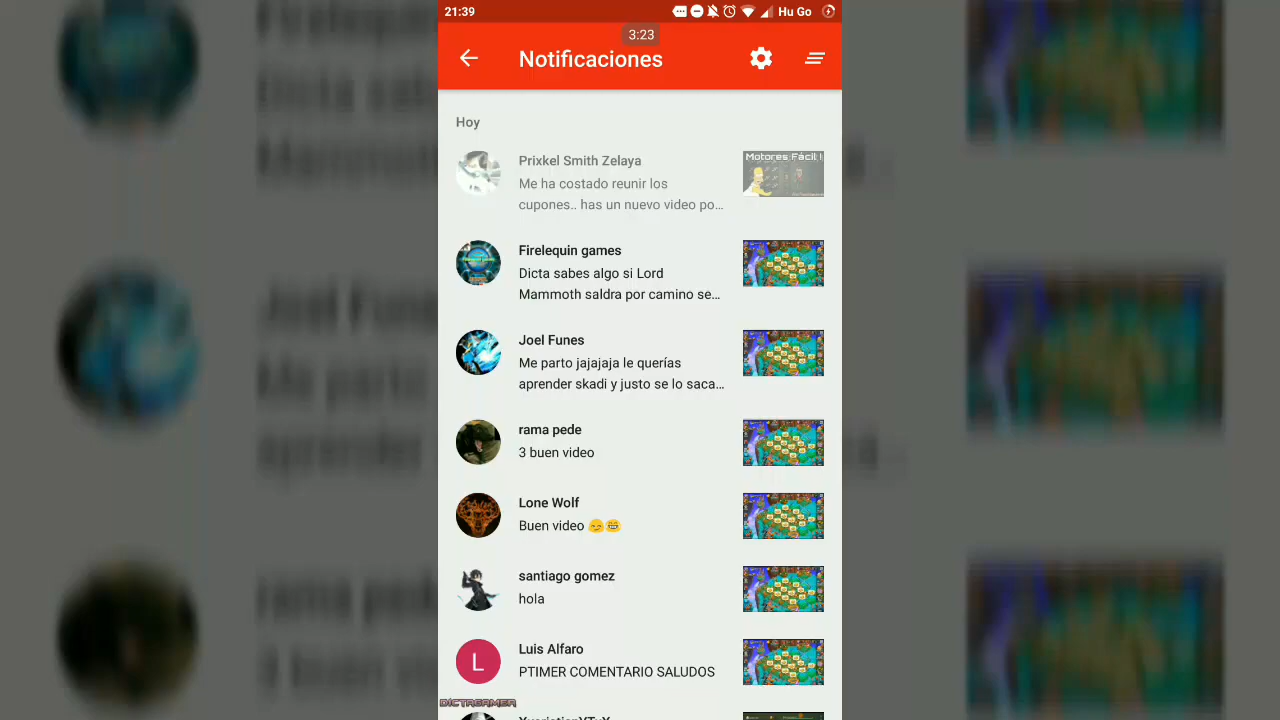 21:39
Hu Go
3:23
Notificaciones
Hoy
Prixkel Smith Zelaya
Me ha costado reunir los
cupones.. has un nuevo video po…
Motores Fácil !
Firelequin games
Dicta sabes algo si Lord
Mammoth saldra por camino se…
Joel Funes
Me parto jajajaja le querías
aprender skadi y justo se lo saca…
rama pede
3 buen video
Lone Wolf
Buen video 😏😂
santiago gomez
hola
L
Luis Alfaro
PTIMER COMENTARIO SALUDOS
DICTAGAMER